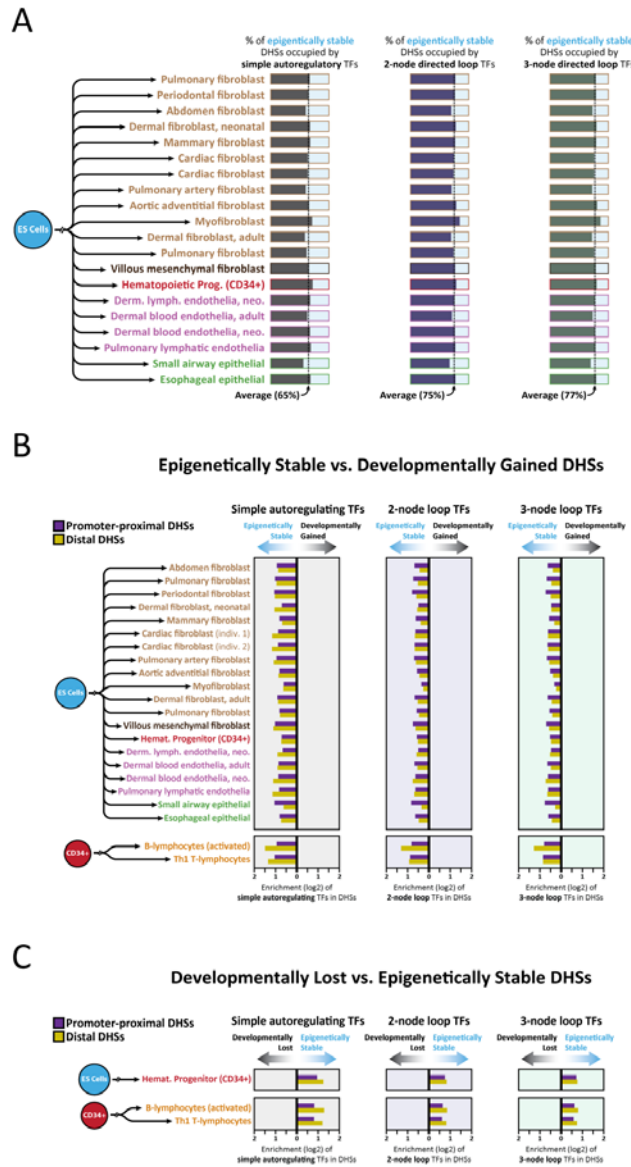 A
% of epigentically stable
DHSs occupied by
simple autoregulatory TFs
% of epigentically stable
DHSs occupied by
2-node directed loop TFs
% of epigentically stable
DHSs occupied by
3-node directed loop TFs
ES Cells
Pulmonary fibroblast
Periodontal fibroblast
Abdomen fibroblast
Dermal fibroblast, neonatal
Mammary fibroblast
Cardiac fibroblast
Cardiac fibroblast
Pulmonary artery fibroblast
Aortic adventitial fibroblast
Myofibroblast
Dermal fibroblast, adult
Pulmonary fibroblast
Villous mesenchymal fibroblast
Hematopoietic Prog. (CD34+)
Derm. lymph. endothelia, neo.
Dermal blood endothelia, adult
Dermal blood endothelia, neo.
Pulmonary lymphatic endothelia
Small airway epithelial
Esophageal epithelial
Average (65%)
Average (75%)
Average (77%)
B
Epigenetically Stable vs. Developmentally Gained DHSs
Promoter-proximal DHSs
Distal DHSs
Simple autoregulating TFs
Epigenetically
Stable
Developmentally
Gained
2-node loop TFs
Epigenetically
Stable
Developmentally
Gained
3-node loop TFs
Epigenetically
Stable
Developmentally
Gained
ES Cells
Abdomen fibroblast
Pulmonary fibroblast
Periodontal fibroblast
Dermal fibroblast, neonatal
Mammary fibroblast
Cardiac fibroblast (indiv. 1)
Cardiac fibroblast (indiv. 2)
Pulmonary artery fibroblast
Aortic adventitial fibroblast
Myofibroblast
Dermal fibroblast, adult
Pulmonary fibroblast
Villous mesenchymal fibroblast
Hemat. Progenitor (CD34+)
Derm. lymph. endothelia, neo.
Dermal blood endothelia, adult
Dermal blood endothelia, neo.
Pulmonary lymphatic endothelia
Small airway epithelial
Esophageal epithelial
CD34+
B-lymphocytes (activated)
Th1 T-lymphocytes
2 1 0 1 2
2 1 0 1 2
2 1 0 1 2
Enrichment (log2) of
simple autoregulating TFs in DHSs
Enrichment (log2) of
2-node loop TFs in DHSs
Enrichment (log2) of
3-node loop TFs in DHSs
C
Developmentally Lost vs. Epigenetically Stable DHSs
Promoter-proximal DHSs
Distal DHSs
Simple autoregulating TFs
Developmentally
Lost
Epigenetically
Stable
2-node loop TFs
Developmentally
Lost
Epigenetically
Stable
3-node loop TFs
Developmentally
Lost
Epigenetically
Stable
ES Cells
Hemat. Progenitor (CD34+)
CD34+
B-lymphocytes (activated)
Th1 T-lymphocytes
2 1 0 1 2
2 1 0 1 2
2 1 0 1 2
Enrichment (log2) of
simple autoregulating TFs in DHSs
Enrichment (log2) of
2-node loop TFs in DHSs
Enrichment (log2) of
3-node loop TFs in DHSs